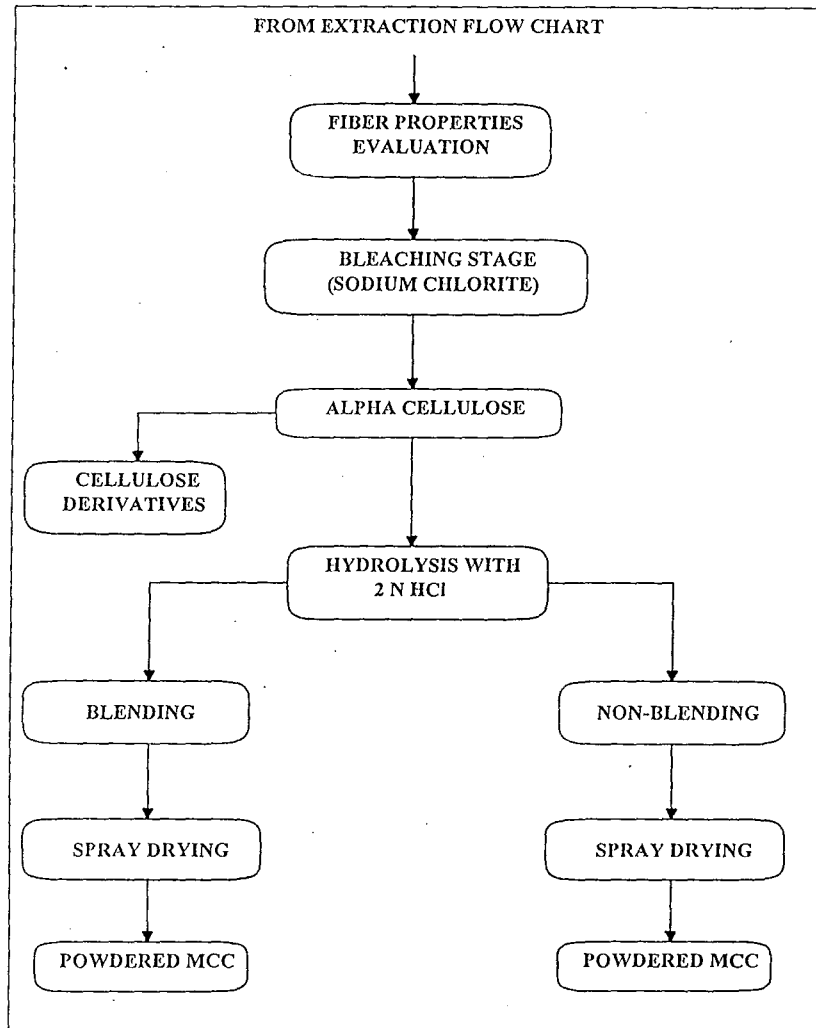 FROM EXTRACTION FLOW CHART
FIBER PROPERTIES
EVALUATION
BLEACHING STAGE
(SODIUM CHLORITE)
ALPHA CELLULOSE
CELLULOSE
DERIVATIVES
HYDROLYSIS WITH
2 N HCl
BLENDING
NON-BLENDING
SPRAY DRYING
SPRAY DRYING
POWDERED MCC
POWDERED MCC